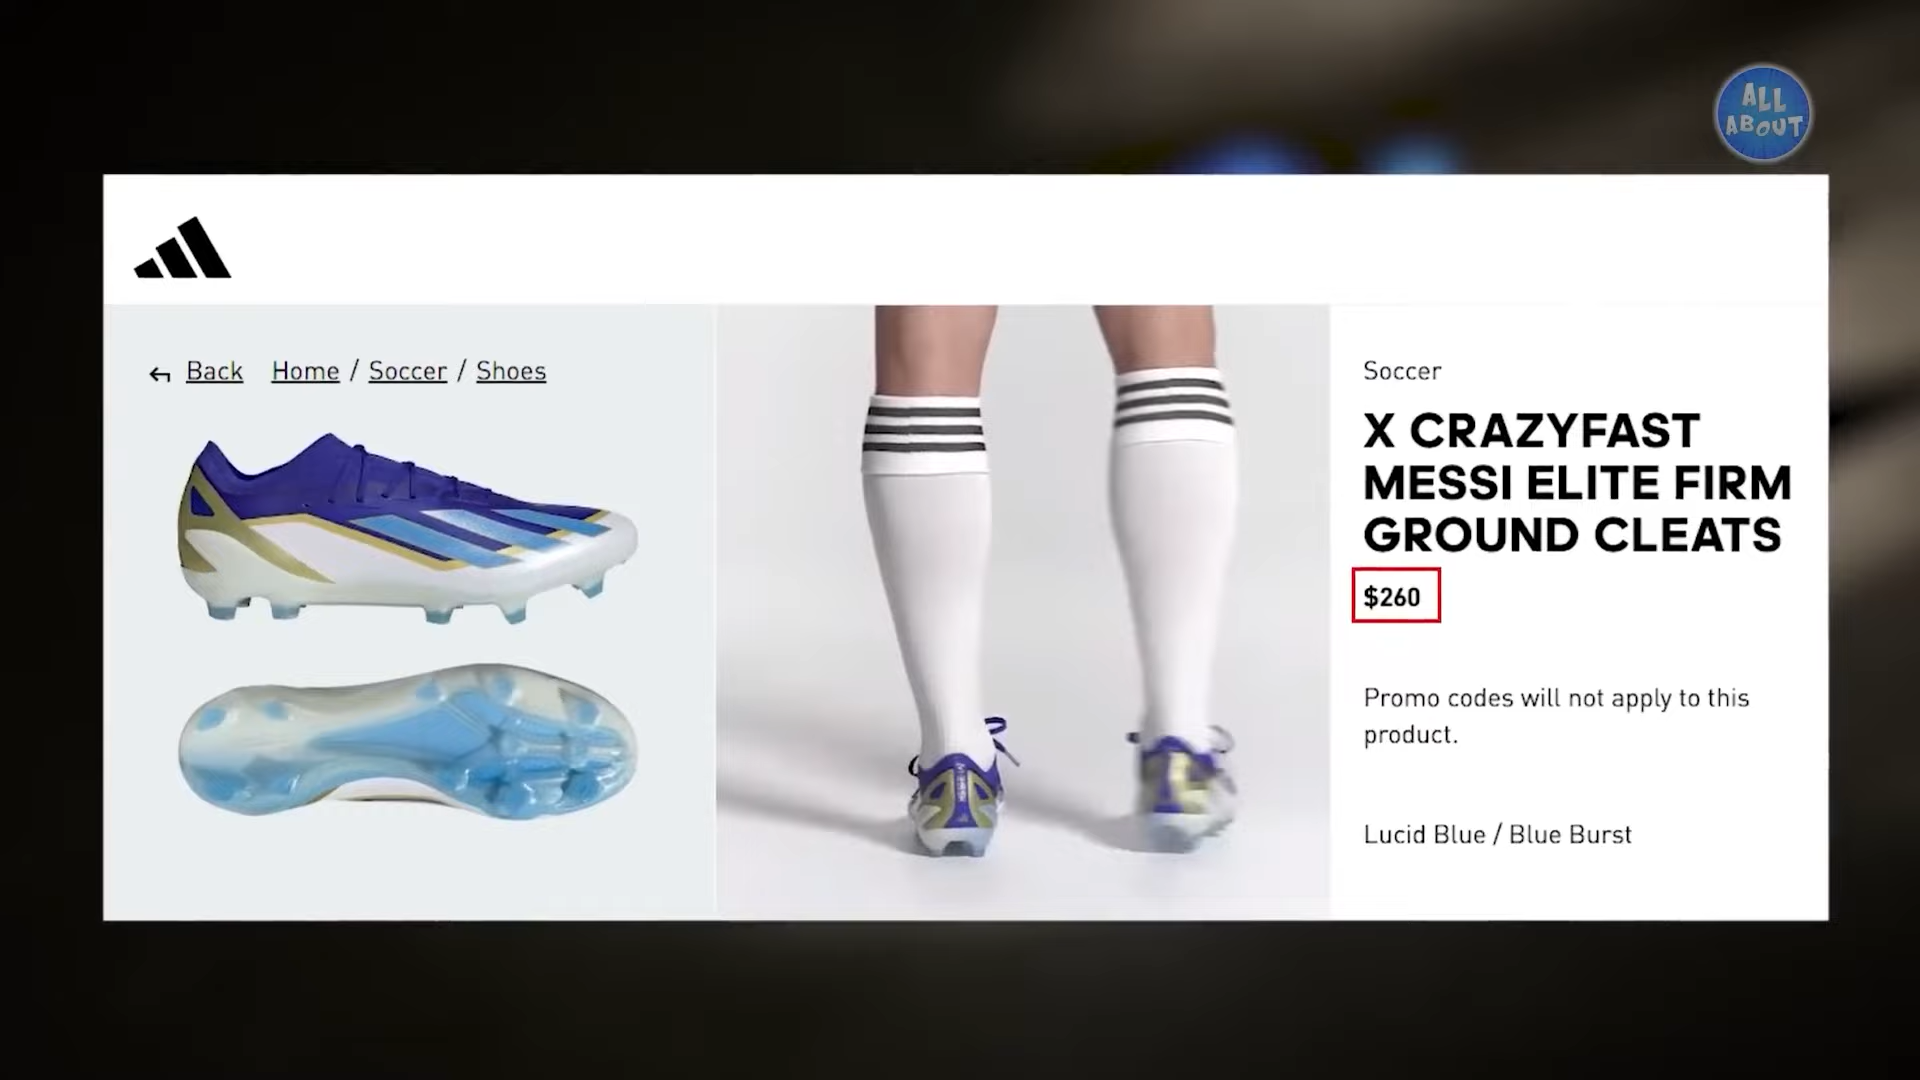 ALL
ABOUT
Back Home / Soccer / Shoes
Soccer
X CRAZYFAST
MESSI ELITE FIRM
GROUND CLEATS
$260
Promo codes will not apply to this
product.
Lucid Blue / Blue Burst